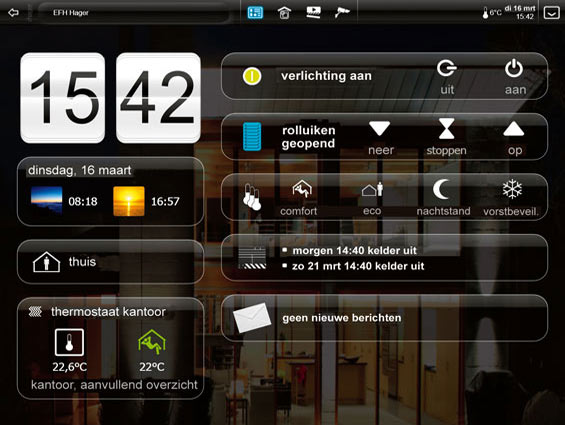 EFH Hager
6°C
di 16 mrt
15:42
15 42
verlichting aan
uit
aan
rolluiken
geopend
neer
stoppen
op
dinsdag, 16 maart
08:18
16:57
comfort
eco
nachtstand
vorstbeveil.
thuis
morgen 14:40 kelder uit
zo 21 mrt 14:40 kelder uit
thermostaat kantoor
22,6ºC
22ºC
kantoor, aanvullend overzicht
geen nieuwe berichten